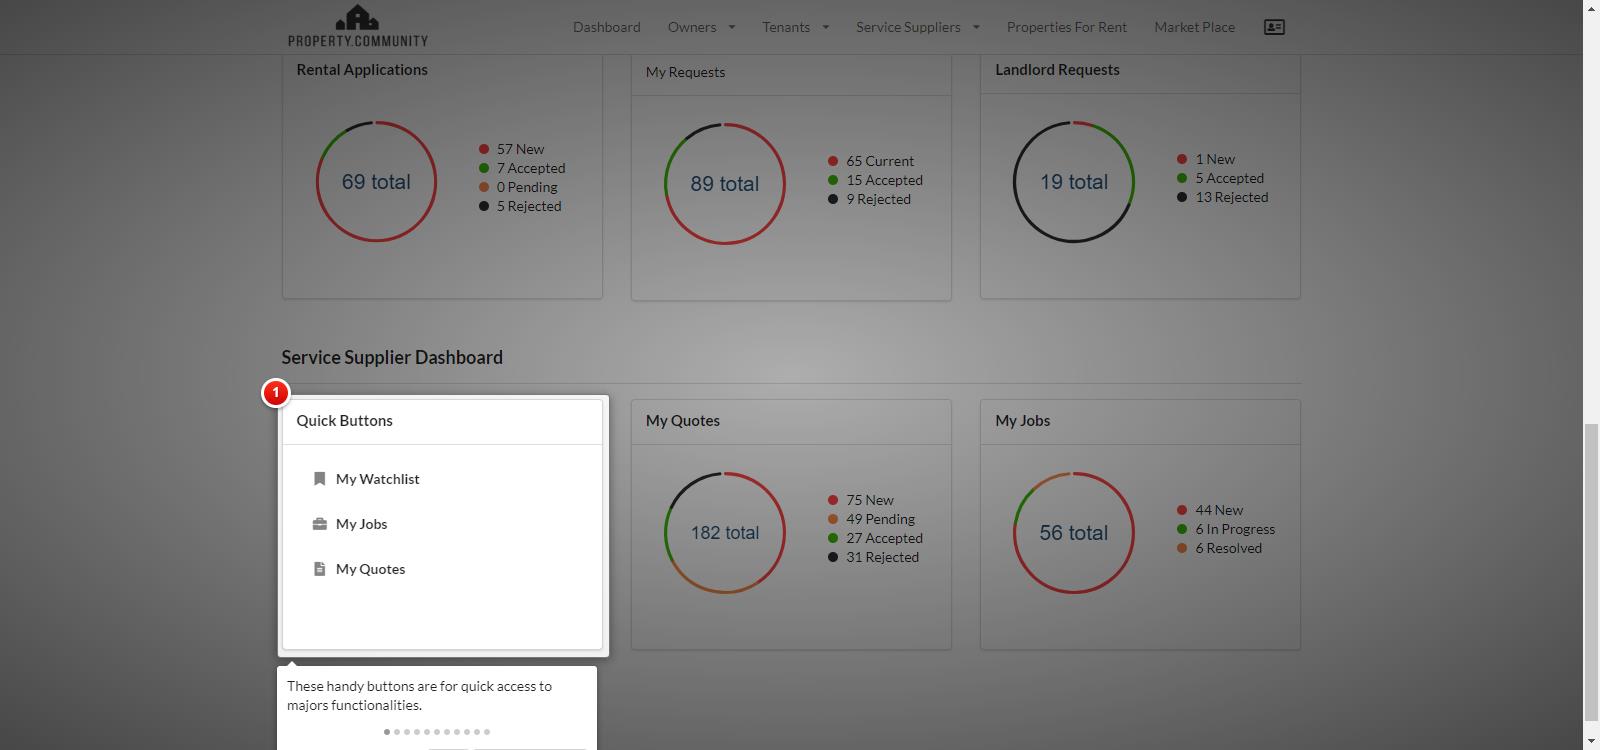 PROPERTY.COMMUNITY
Dashboard
Owners
Tenants
Service Suppliers
Properties For Rent
Market Place
Rental Applications
69 total
57 New
7 Accepted
0 Pending
5 Rejected
My Requests
89 total
65 Current
15 Accepted
9 Rejected
Landlord Requests
19 total
1 New
5 Accepted
13 Rejected
Service Supplier Dashboard
1
Quick Buttons
My Watchlist
My Jobs
My Quotes
These handy buttons are for quick access to
majors functionalities.
My Quotes
182 total
75 New
49 Pending
27 Accepted
31 Rejected
My Jobs
56 total
44 New
6 In Progress
6 Resolved